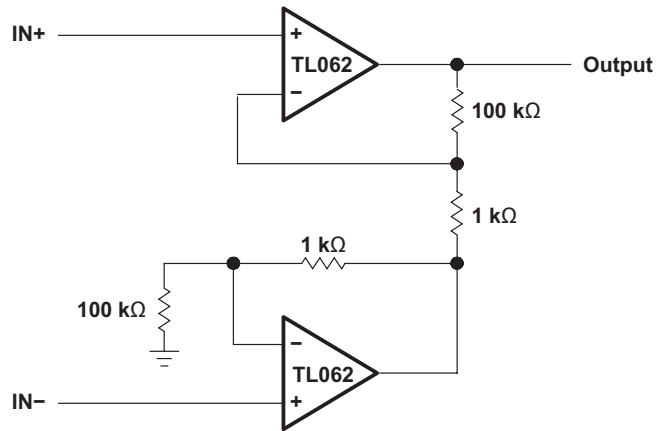 IN+
+
TL062
−
Output
100 kΩ
1 kΩ
1 kΩ
100 kΩ
−
TL062
+
IN−